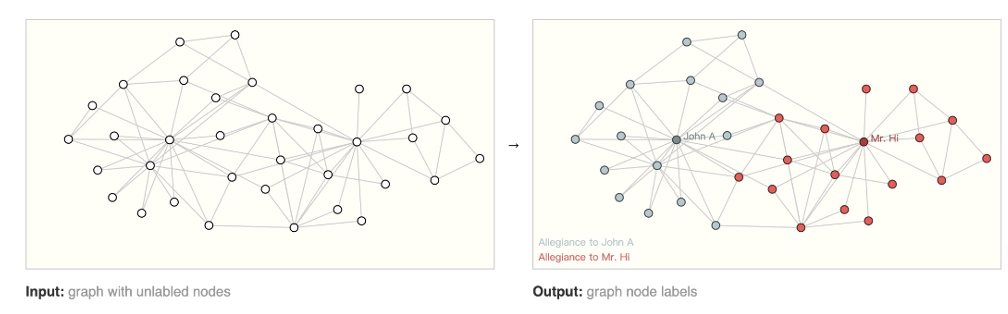 John A
Mr. Hi
Allegiance to John A
Allegiance to Mr. Hi
Input: graph with unlabled nodes
Output: graph node labels